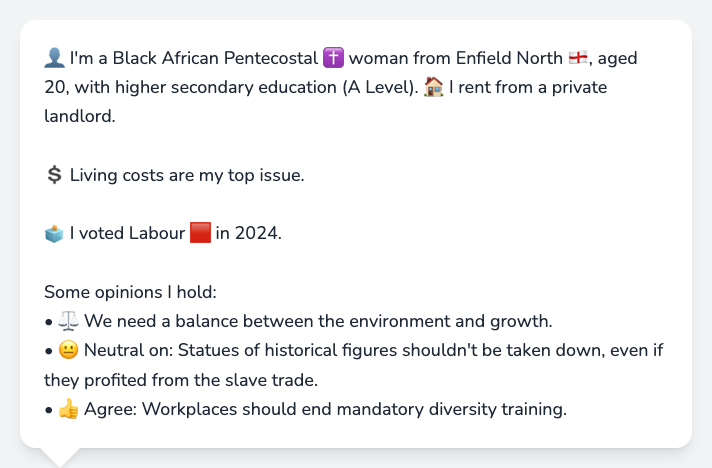 👤 I'm a Black African Pentecostal ✝️ woman from Enfield North 🏴󠁧󠁢󠁥󠁮󠁧󠁿, aged
20, with higher secondary education (A Level). 🏠 I rent from a private
landlord.
💲 Living costs are my top issue.
🗳️ I voted Labour 🟥 in 2024.
Some opinions I hold:
• ⚖️ We need a balance between the environment and growth.
• 😐 Neutral on: Statues of historical figures shouldn't be taken down, even if
they profited from the slave trade.
• 👍 Agree: Workplaces should end mandatory diversity training.